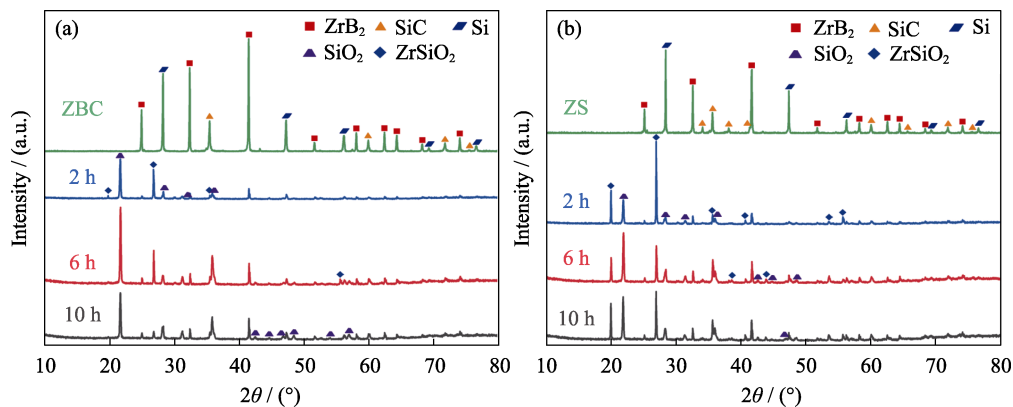 (a)
ZrB₂ SiC Si
SiO₂ ZrSiO₂
ZBC
2 h
6 h
10 h
Intensity / (a.u.)
10 20 30 40 50 60 70 80
2θ / (°)
(b)
ZrB₂ SiC Si
SiO₂ ZrSiO₂
ZS
2 h
6 h
10 h
Intensity / (a.u.)
10 20 30 40 50 60 70 80
2θ / (°)